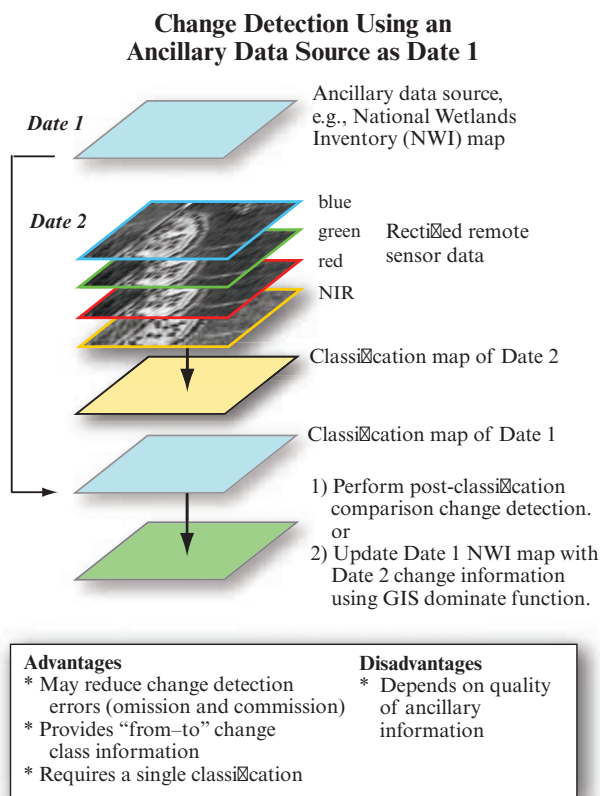 Change Detection Using an
Ancillary Data Source as Date 1
Date 1
Ancillary data source,
e.g., National Wetlands
Inventory (NWI) map
Date 2
blue
green
red
NIR
Recti�ed remote
sensor data
Classi�cation map of Date 2
Classi�cation map of Date 1
1) Perform post-classi�cation
comparison change detection.
or
2) Update Date 1 NWI map with
Date 2 change information
using GIS dominate function.
Advantages
* May reduce change detection
errors (omission and commission)
* Provides “from–to” change
class information
* Requires a single classi�cation
Disadvantages
* Depends on quality
of ancillary
information